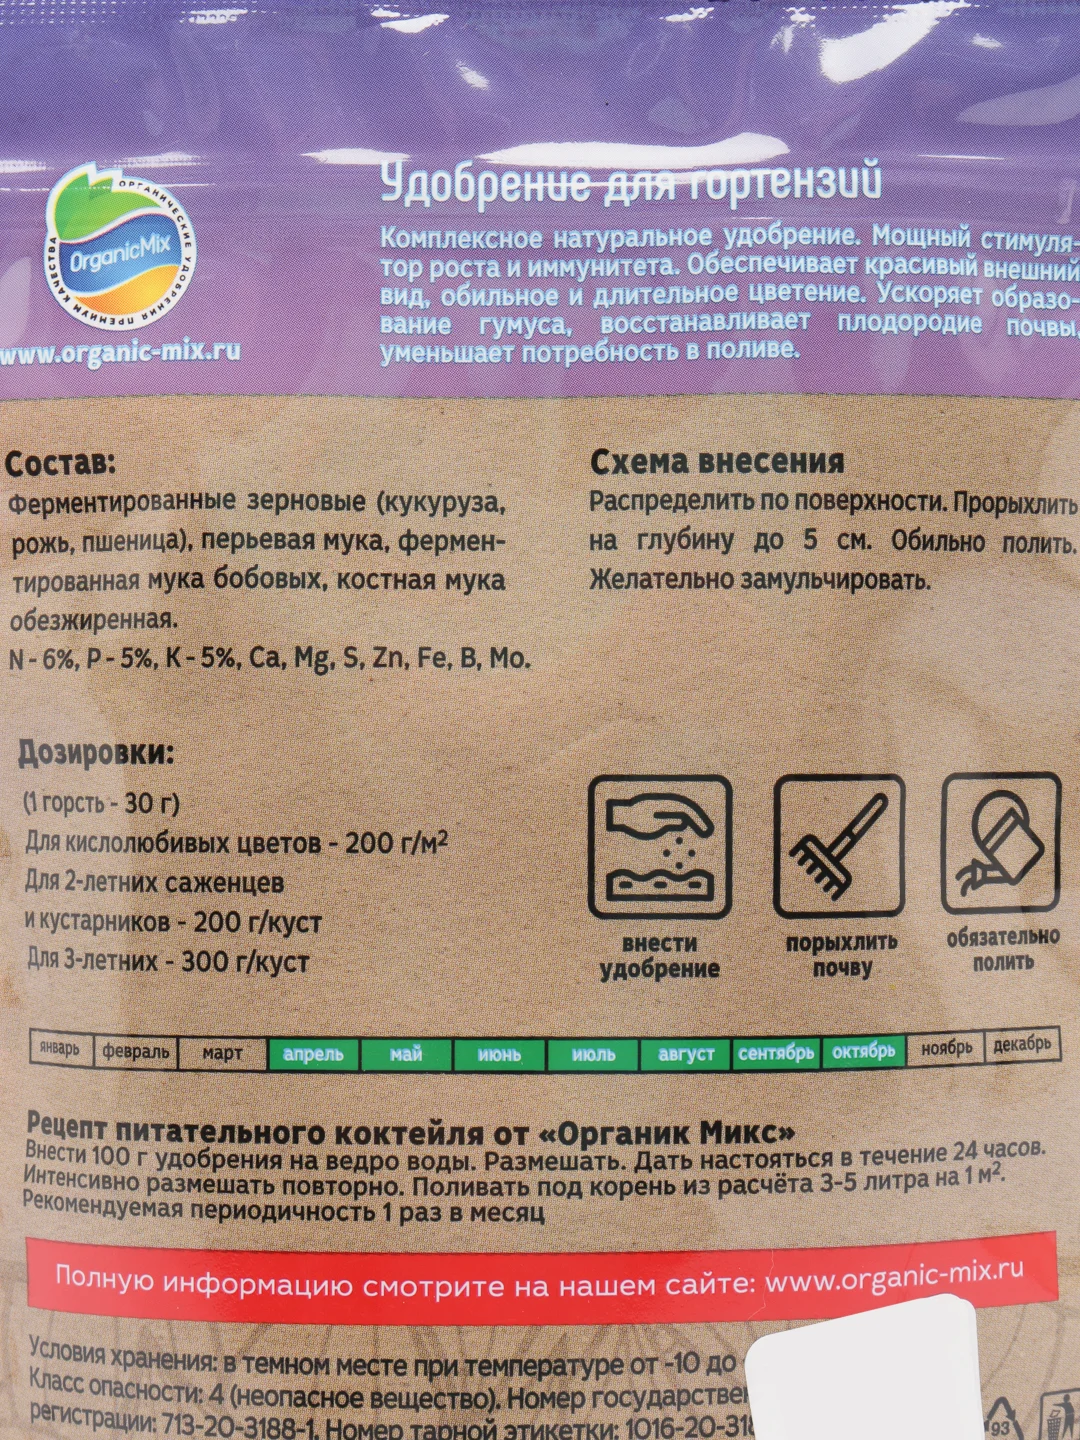 Удобрение для гортензий
Комплексное натуральное удобрение. Мощный стимуля-
тор роста и иммунитета. Обеспечивает красивый внешний
вид, обильное и длительное цветение. Ускоряет образо-
вание гумуса, восстанавливает плодородие почвы,
уменьшает потребность в поливе.
ОРГАНИЧЕСКИЕ УДОБРЕНИЯ ПРЕМИУМ КАЧЕСТВА
OrganicMix
www.organic-mix.ru
Состав:
Ферментированные зерновые (кукуруза,
рожь, пшеница), перьевая мука, фермен-
тированная мука бобовых, костная мука
обезжиренная.
N - 6%, P - 5%, K - 5%, Ca, Mg, S, Zn, Fe, B, Mo.
Схема внесения
Распределить по поверхности. Прорыхлить
на глубину до 5 см. Обильно полить.
Желательно замульчировать.
Дозировки:
(1 горсть - 30 г)
Для кислолюбивых цветов - 200 г/м²
Для 2-летних саженцев
и кустарников - 200 г/куст
Для 3-летних - 300 г/куст
внести
удобрение
порыхлить
почву
обязательно
полить
январь февраль март апрель май июнь июль август сентябрь октябрь ноябрь декабрь
Рецепт питательного коктейля от «Органик Микс»
Внести 100 г удобрения на ведро воды. Размешать. Дать настояться в течение 24 часов.
Интенсивно размешать повторно. Поливать под корень из расчёта 3-5 литра на 1 м².
Рекомендуемая периодичность 1 раз в месяц
Полную информацию смотрите на нашем сайте: www.organic-mix.ru
Условия хранения: в темном месте при температуре от -10 до
Класс опасности: 4 (неопасное вещество). Номер
регистрации: 713-20-3188-1. Номер тарной этикетки:
93